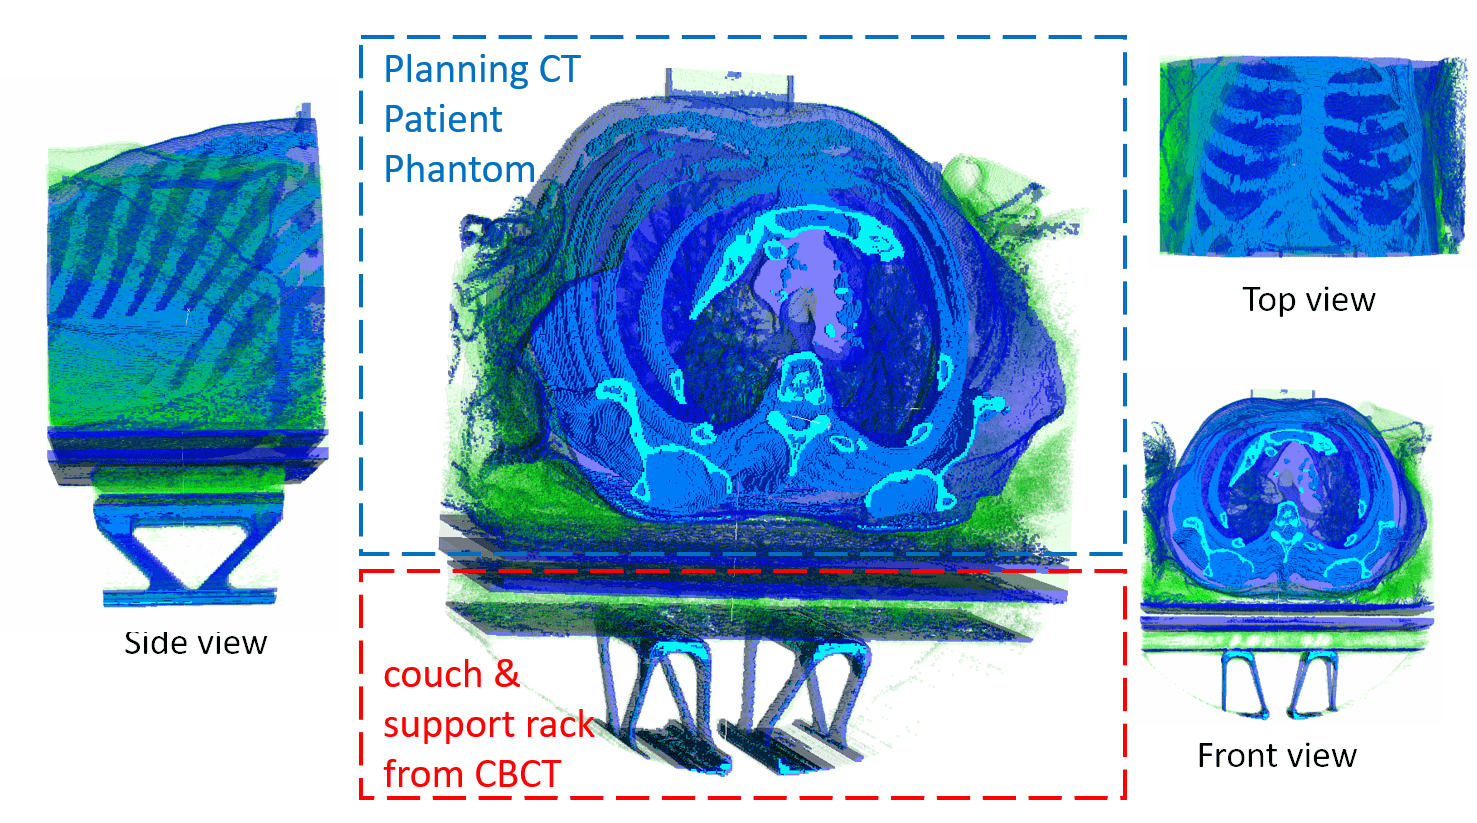 Planning CT
Patient
Phantom
couch &
support rack
from CBCT
Side view
Top view
Front view